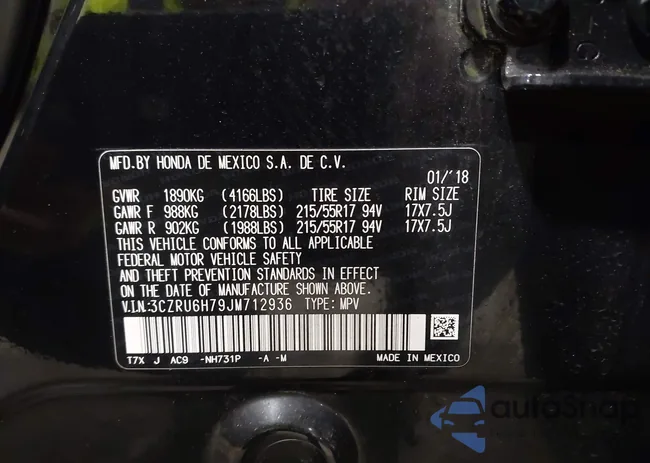 MFD.BY HONDA DE MEXICO S.A. DE C.V.
01/'18
GVWR 1890KG (4166LBS) TIRE SIZE RIM SIZE
GAWR F 988KG (2178LBS) 215/55R17 94V 17X7.5J
GAWR R 902KG (1988LBS) 215/55R17 94V 17X7.5J
THIS VEHICLE CONFORMS TO ALL APPLICABLE
FEDERAL MOTOR VEHICLE SAFETY
AND THEFT PREVENTION STANDARDS IN EFFECT
ON THE DATE OF MANUFACTURE SHOWN ABOVE.
V.I.N:3CZRU6H79JM712936 TYPE: MPV
T7X J AC9 -NH731P -A -M MADE IN MEXICO
autoSnap